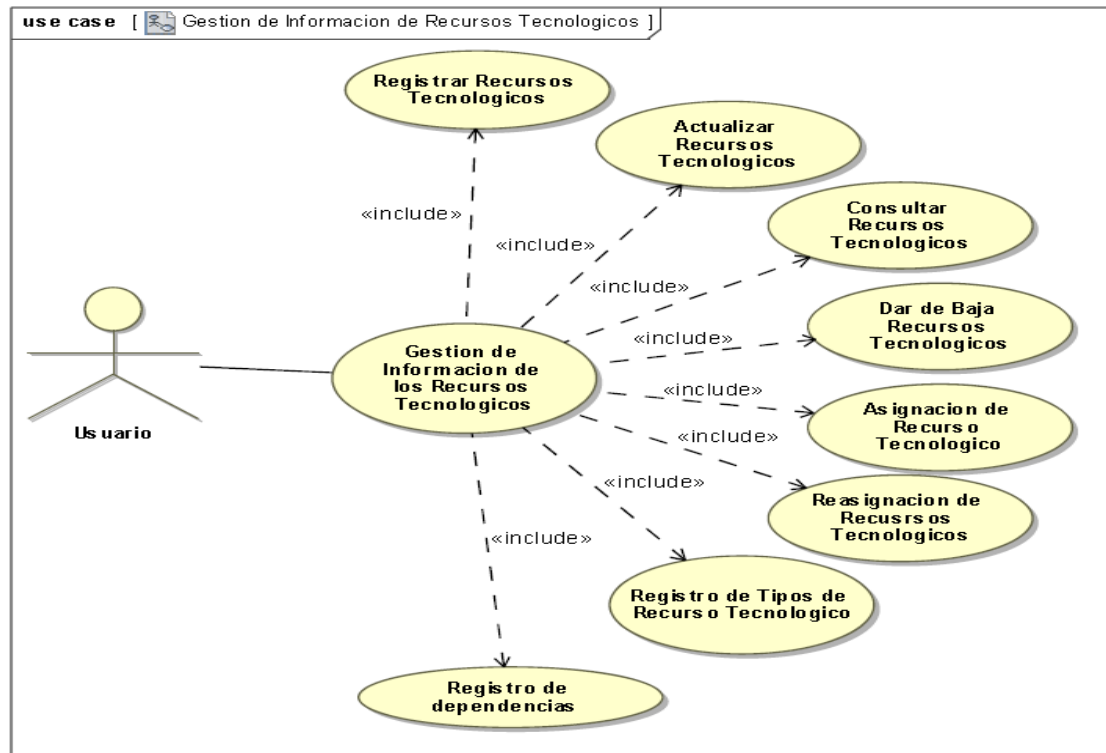 use case [ Gestion de Informacion de Recursos Tecnologicos ]
Registrar Recursos
Tecnologicos
Actualizar
Recursos
Tecnologicos
«include»
«include»
Consultar
Recursos
Tecnologicos
«include»
Dar de Baja
Recursos
Tecnologicos
«include»
Gestion de
Informacion de
los Recursos
Tecnologicos
Usuario
«include»
Asignacion de
Recurso
Tecnologico
«include»
Reasignacion de
Recusrsos
Tecnologicos
«include»
«include»
Registro de Tipos de
Recurso Tecnologico
Registro de
dependencias